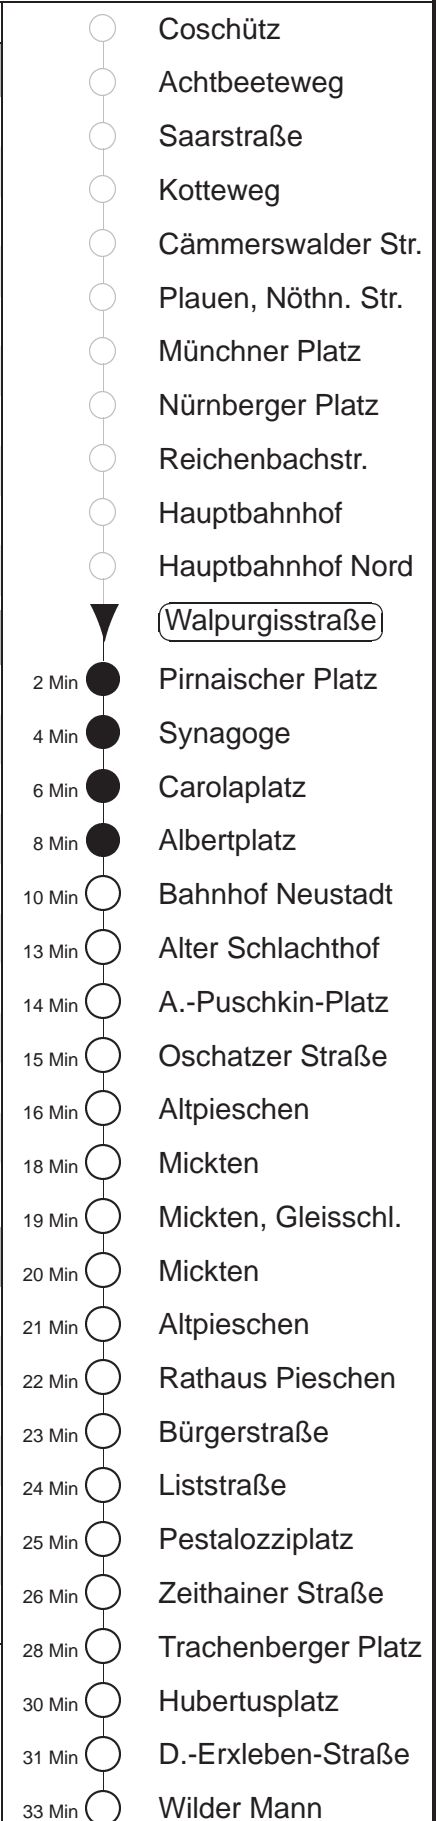 Coschütz
Achtbeeteweg
Saarstraße
Kotteweg
Cämmerswalder Str.
Plauen, Nöthn. Str.
Münchner Platz
Nürnberger Platz
Reichenbachstr.
Hauptbahnhof
Hauptbahnhof Nord
Walpurgisstraße
2 Min Pirnaischer Platz
4 Min Synagoge
6 Min Carolaplatz
8 Min Albertplatz
10 Min Bahnhof Neustadt
13 Min Alter Schlachthof
14 Min A.-Puschkin-Platz
15 Min Oschatzer Straße
16 Min Altpieschen
18 Min Mickten
19 Min Mickten, Gleisschl.
20 Min Mickten
21 Min Altpieschen
22 Min Rathaus Pieschen
23 Min Bürgerstraße
24 Min Liststraße
25 Min Pestalozziplatz
26 Min Zeithainer Straße
28 Min Trachenberger Platz
30 Min Hubertusplatz
31 Min D.-Erxleben-Straße
33 Min Wilder Mann